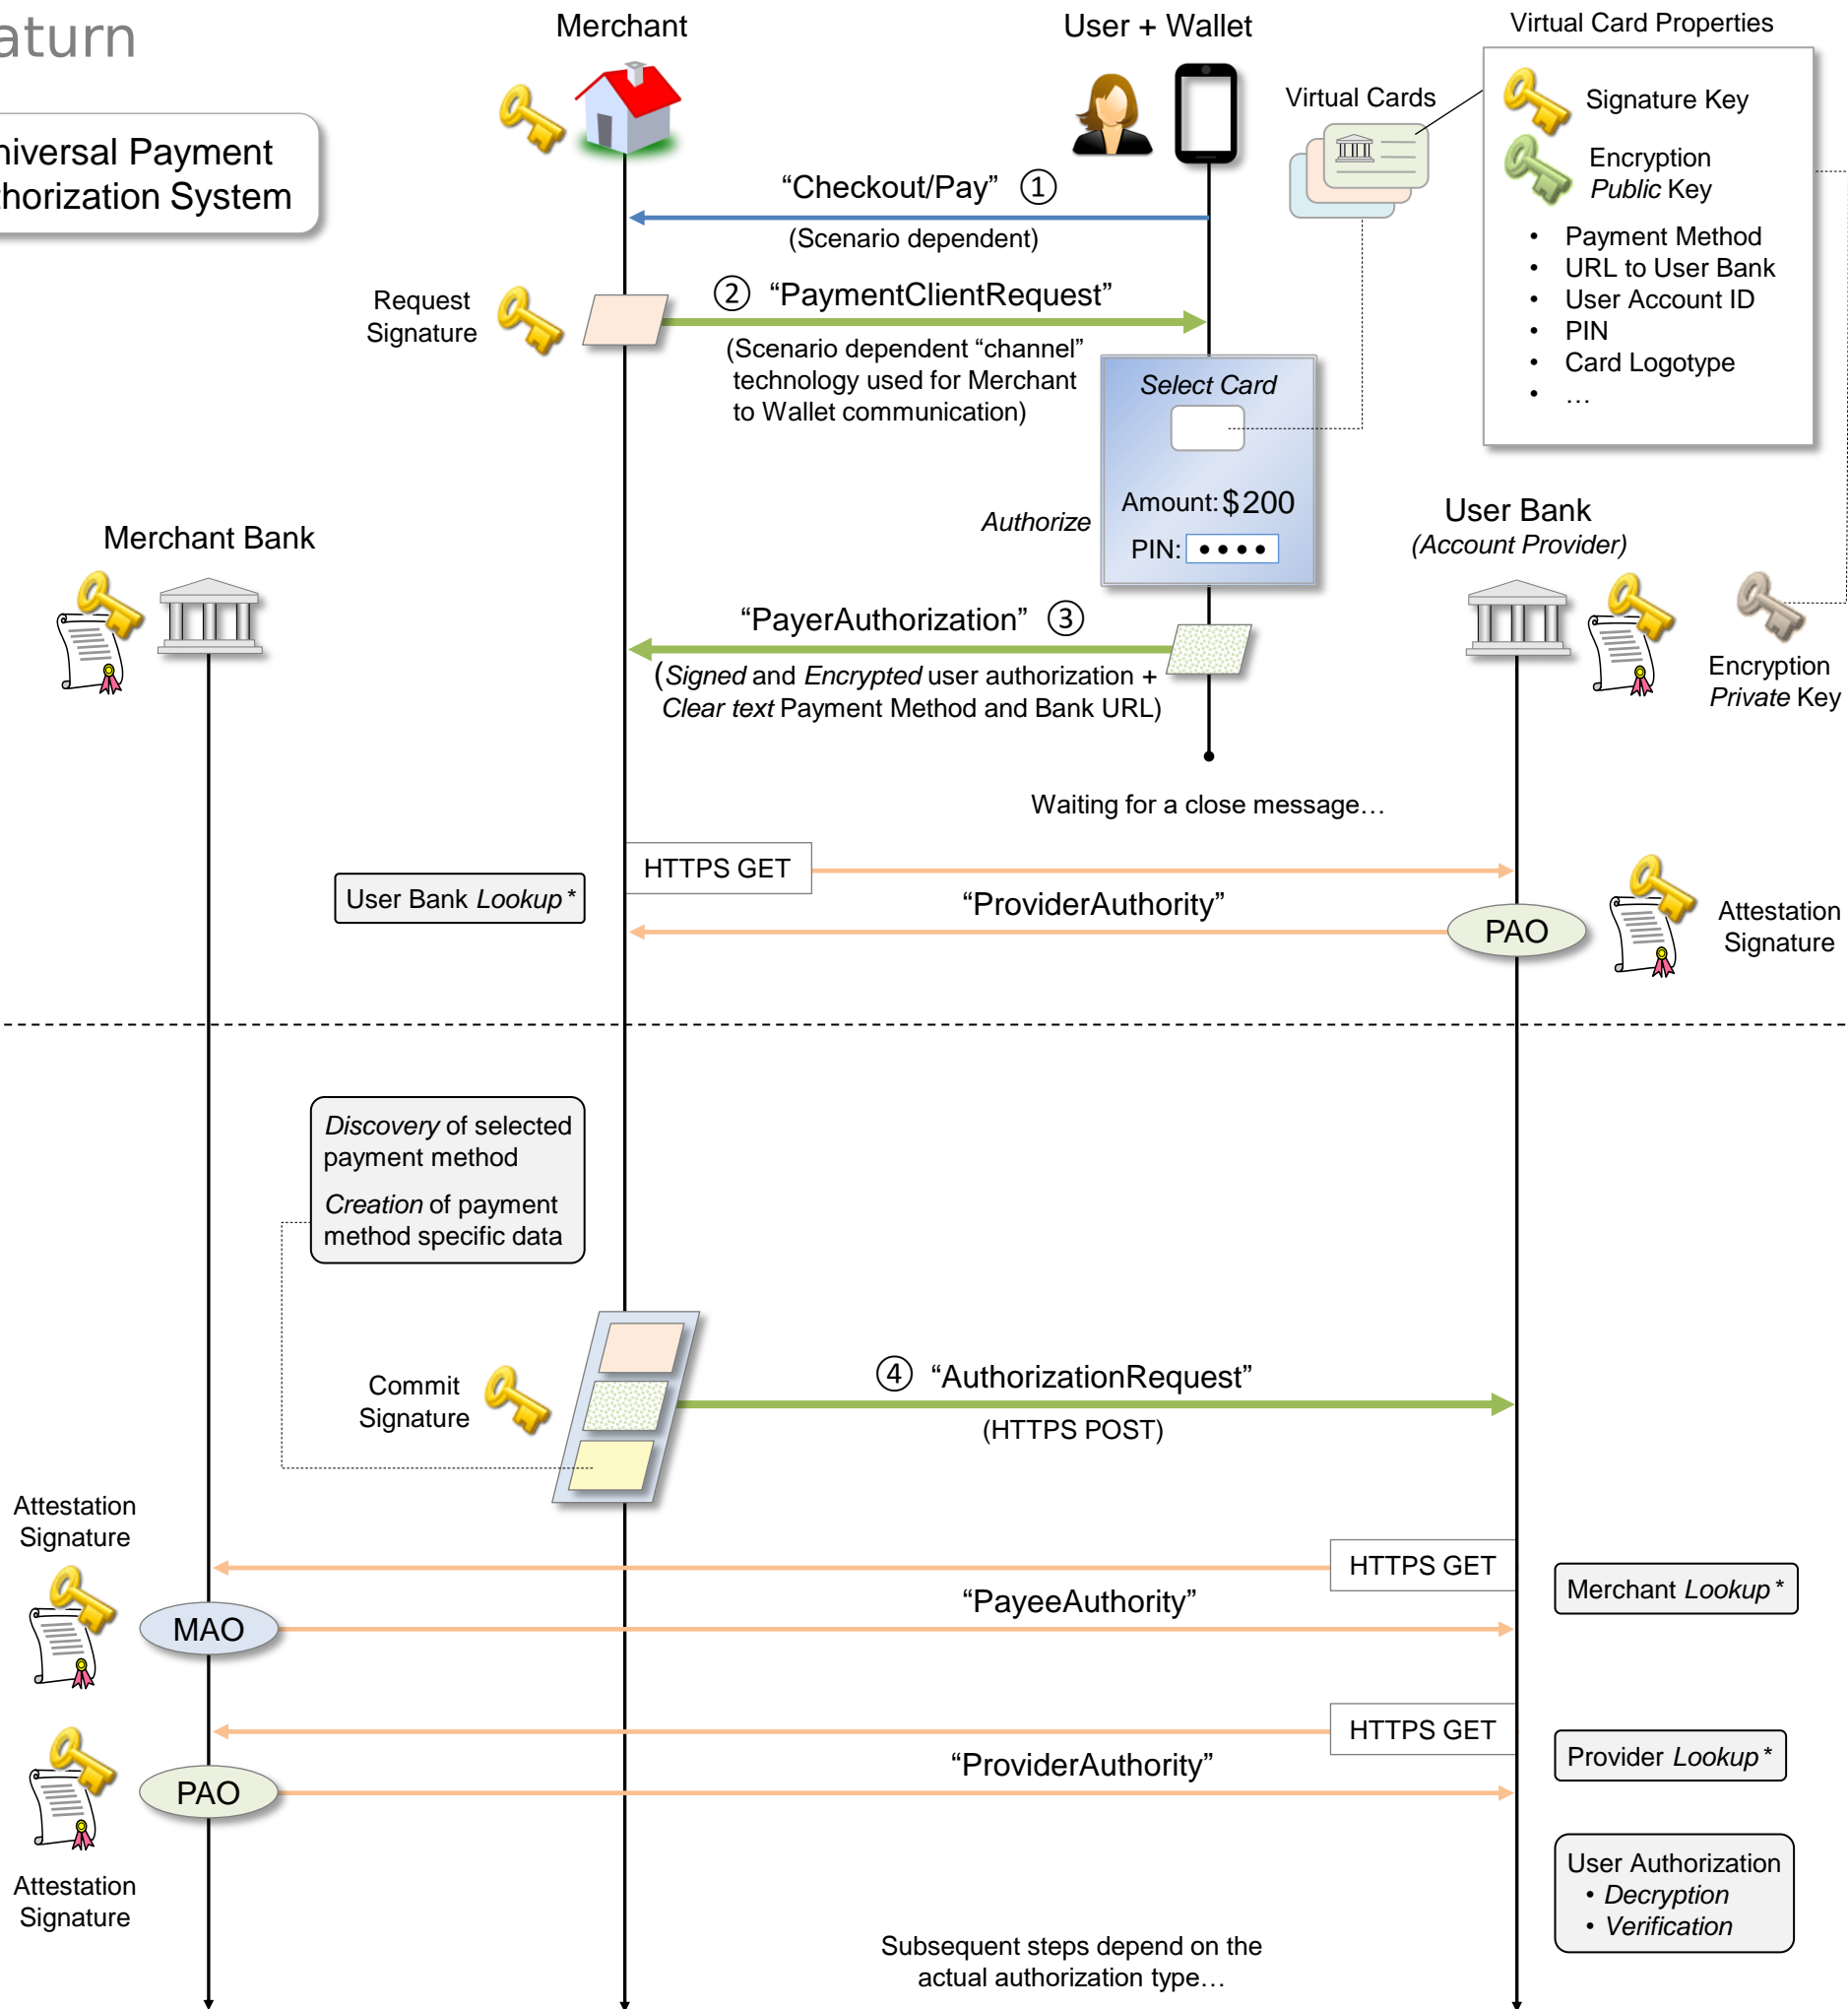 aturn
Merchant
User + Wallet
Virtual Card Properties
niversal Payment
thorization System
Virtual Cards
Signature Key
Encryption
Public Key
• Payment Method
• URL to User Bank
• User Account ID
• PIN
• Card Logotype
• …
“Checkout/Pay” ①
(Scenario dependent)
Request
Signature
② “PaymentClientRequest”
(Scenario dependent “channel”
technology used for Merchant
to Wallet communication)
Select Card
Amount: $200
PIN: ••••
Authorize
Merchant Bank
User Bank
(Account Provider)
“PayerAuthorization” ③
(Signed and Encrypted user authorization +
Clear text Payment Method and Bank URL)
Encryption
Private Key
Waiting for a close message…
HTTPS GET
User Bank Lookup *
“ProviderAuthority”
PAO
Attestation
Signature
Discovery of selected
payment method
Creation of payment
method specific data
Commit
Signature
④ “AuthorizationRequest”
(HTTPS POST)
Attestation
Signature
HTTPS GET
Merchant Lookup *
“PayeeAuthority”
MAO
HTTPS GET
Provider Lookup *
“ProviderAuthority”
PAO
Attestation
Signature
User Authorization
• Decryption
• Verification
Subsequent steps depend on the
actual authorization type…